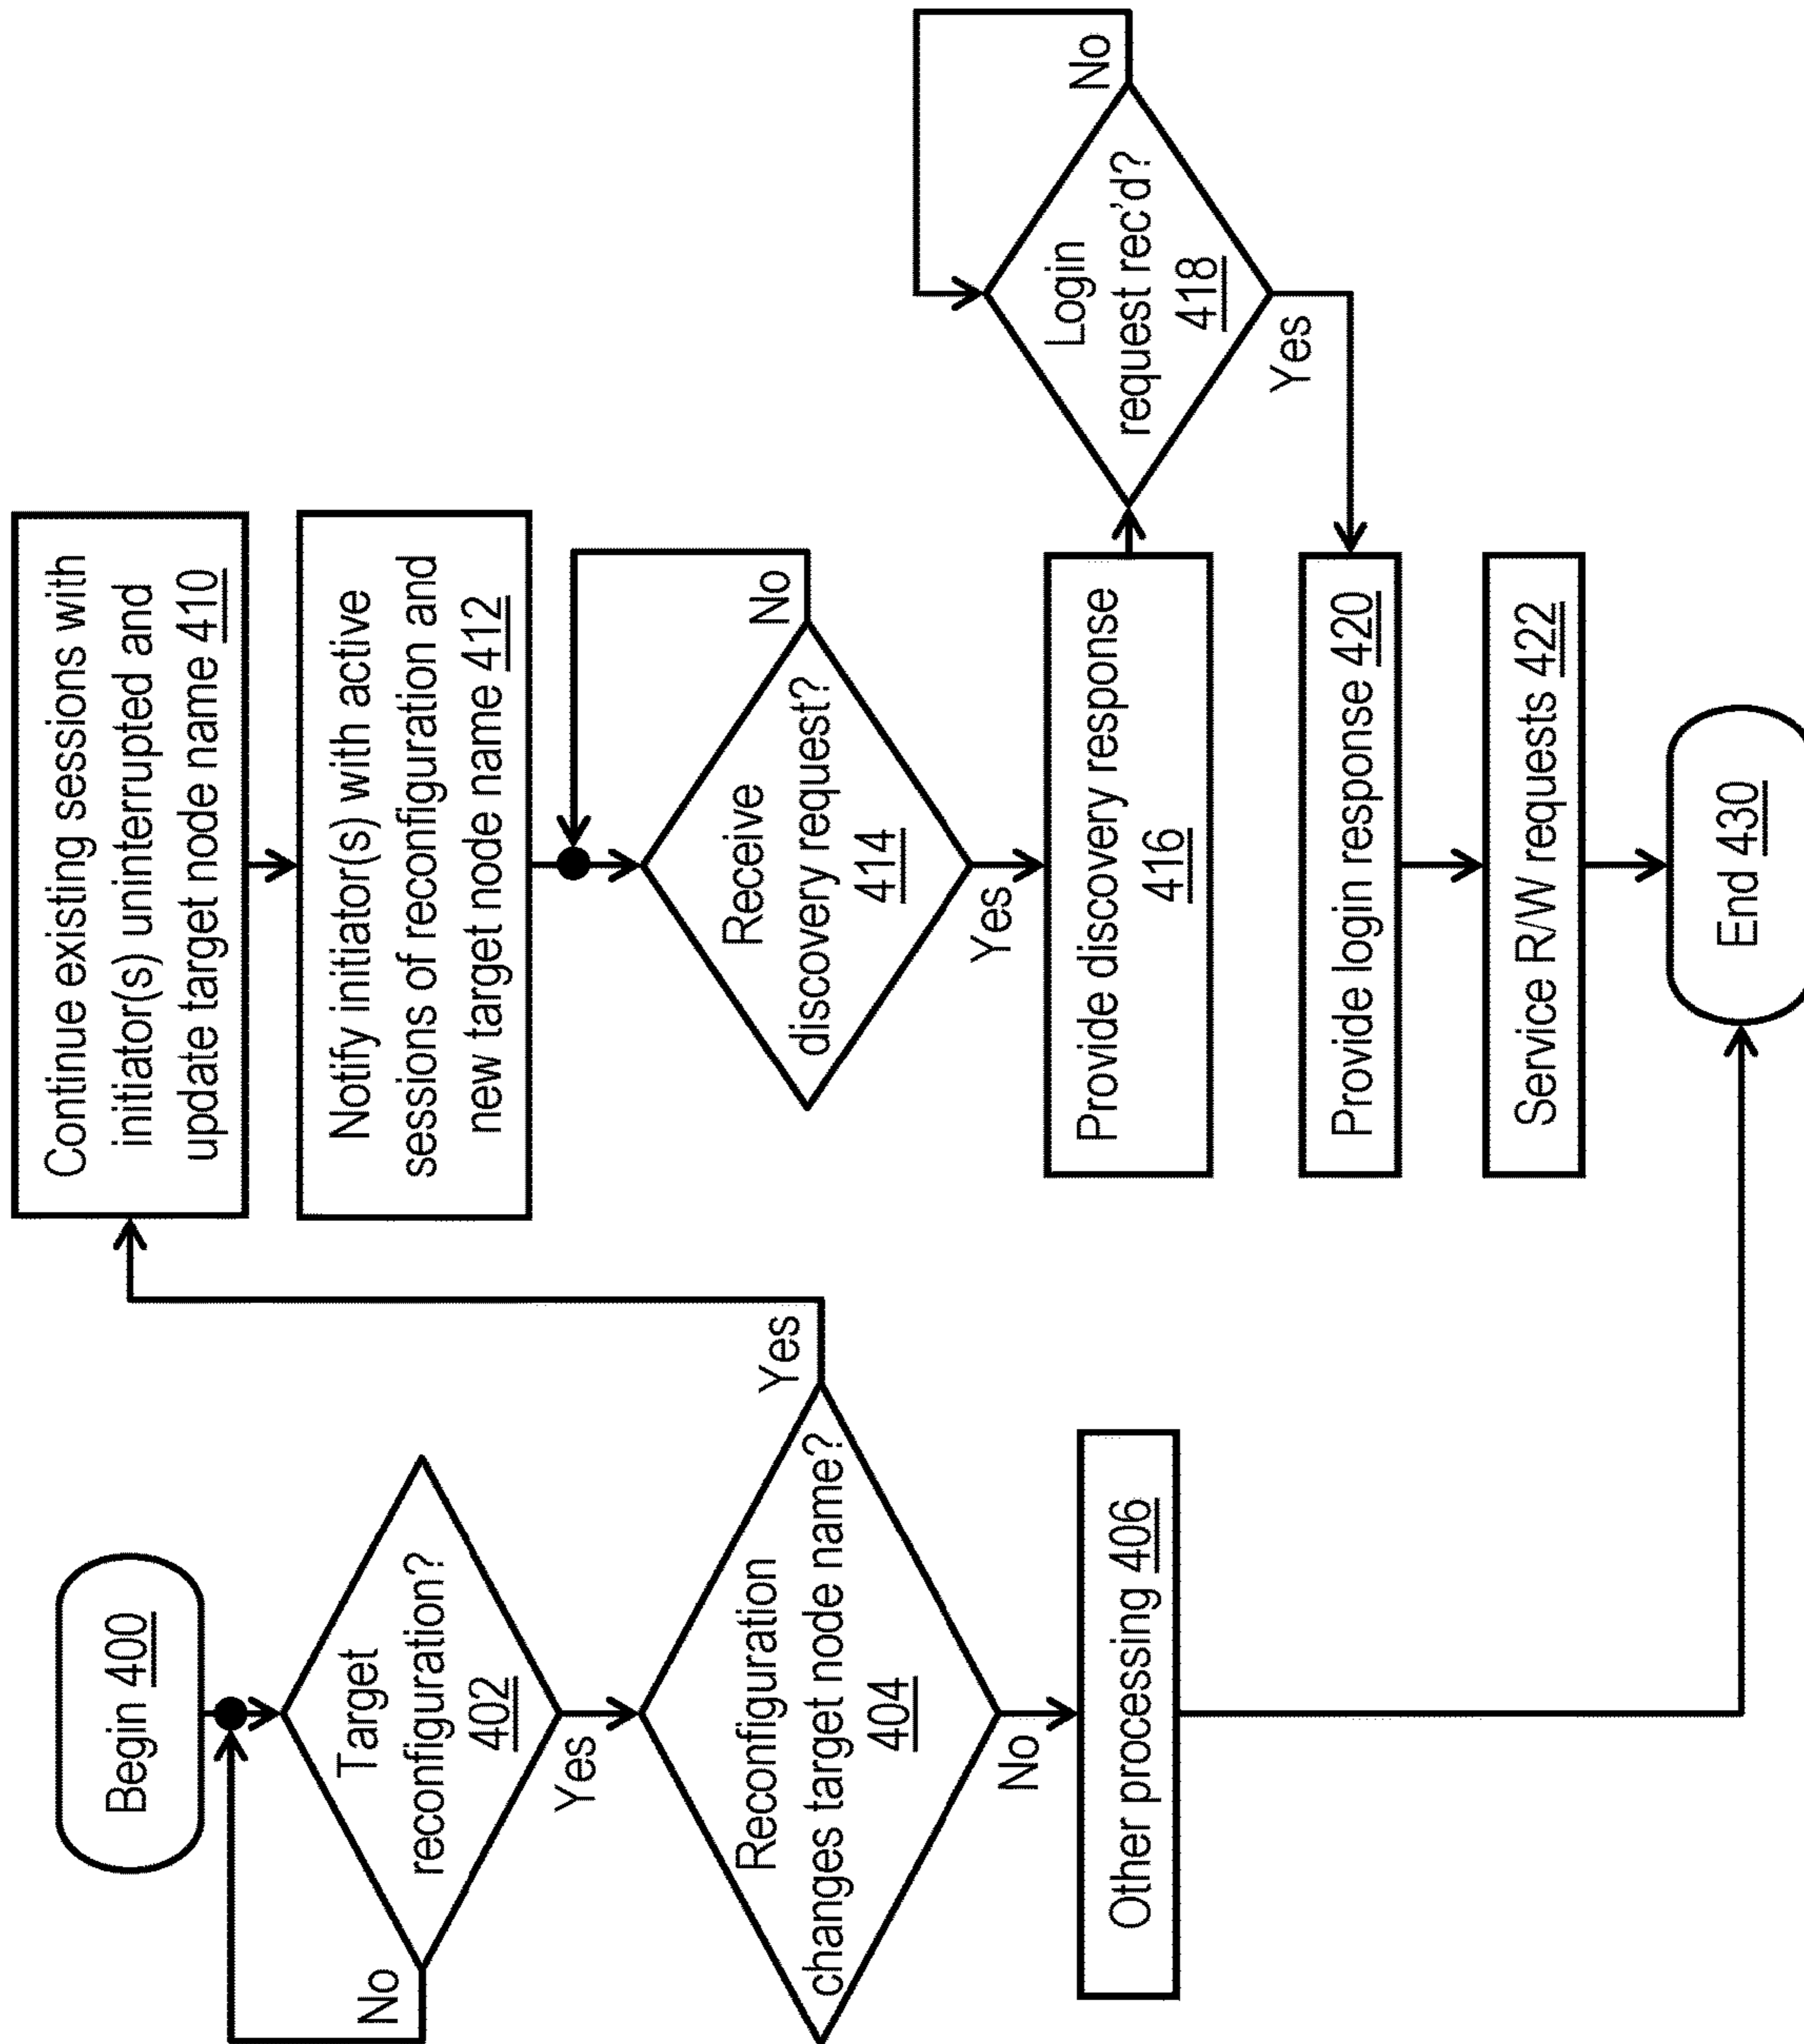 Begin 400
Target
reconfiguration?
402
No
Yes
Reconfiguration
changes target node name?
404
Yes
No
Other processing 406
Continue existing sessions with
initiator(s) uninterrupted and
update target node name 410
Notify initiator(s) with active
sessions of reconfiguration and
new target node name 412
Receive
discovery request?
414
No
Yes
Provide discovery response
416
Login
request rec'd?
418
No
Yes
Provide login response 420
Service R/W requests 422
End 430